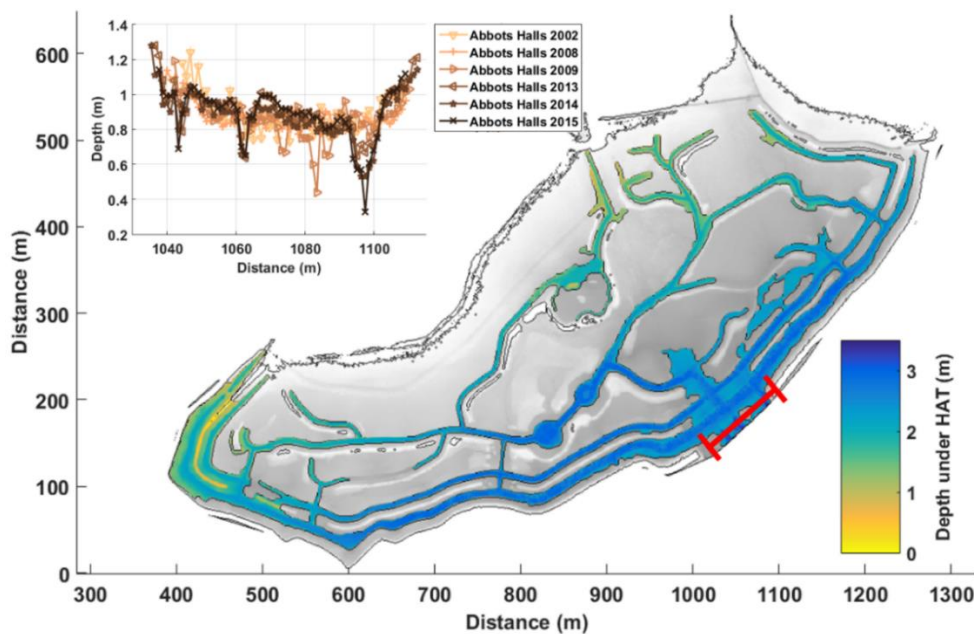 1.4
1.2
1
0.8
0.6
0.4
0.2
Depth (m)
1040 1060 1080 1100
Distance (m)
Abbots Halls 2002
Abbots Halls 2008
Abbots Halls 2009
Abbots Halls 2013
Abbots Halls 2014
Abbots Halls 2015
600
500
400
300
200
100
0
Distance (m)
3
2
1
0
Depth under HAT (m)
300 400 500 600 700 800 900 1000 1100 1200 1300
Distance (m)